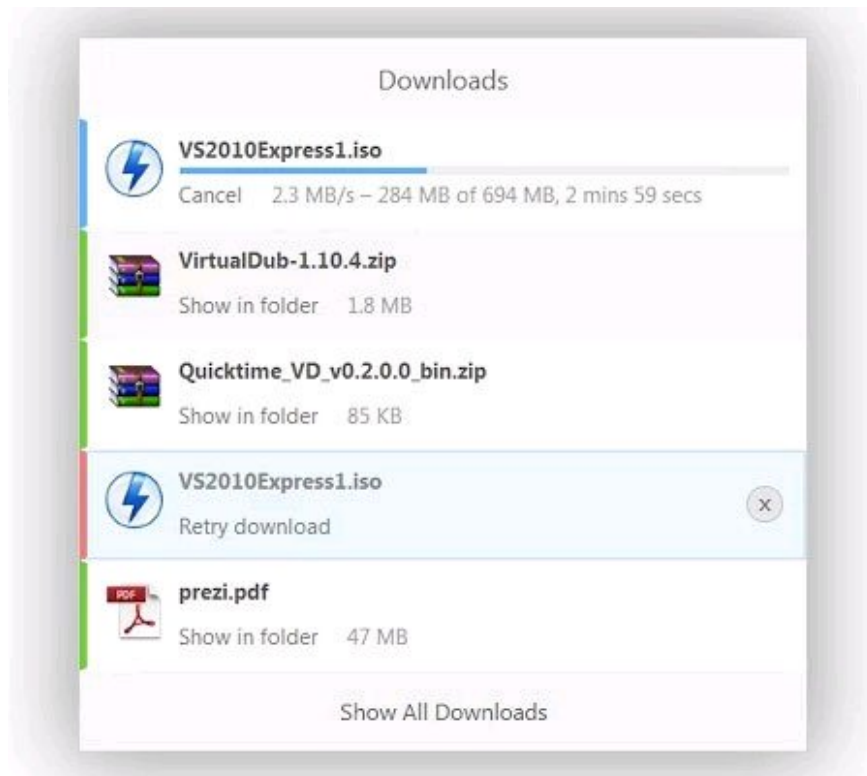 Downloads
VS2010Express1.iso
Cancel 2.3 MB/s – 284 MB of 694 MB, 2 mins 59 secs
VirtualDub-1.10.4.zip
Show in folder 1.8 MB
Quicktime_VD_v0.2.0.0_bin.zip
Show in folder 85 KB
VS2010Express1.iso
Retry download
x
PDF
prezi.pdf
Show in folder 47 MB
Show All Downloads